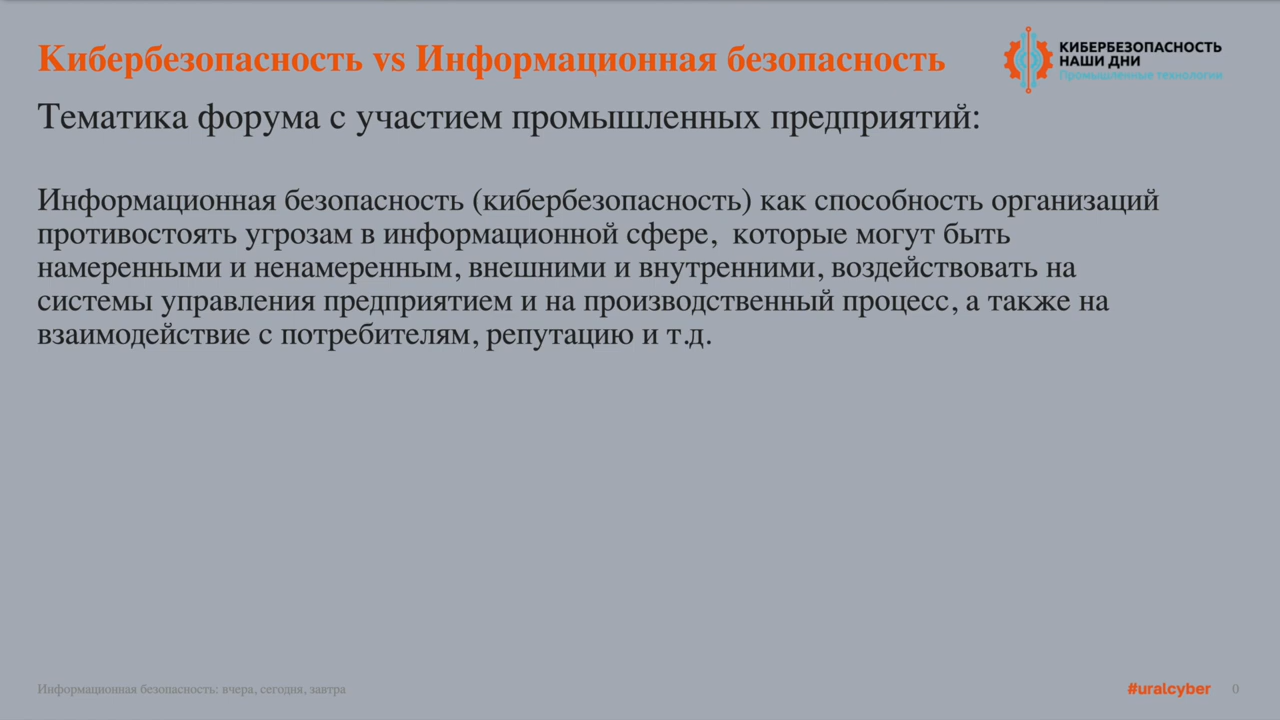 Кибербезопасность vs Информационная безопасность
КИБЕРБЕЗОПАСНОСТЬ
НАШИ ДНИ
Промышленные технологии
Тематика форума с участием промышленных предприятий:
Информационная безопасность (кибербезопасность) как способность организаций
противостоять угрозам в информационной сфере, которые могут быть
намеренными и ненамеренным, внешними и внутренними, воздействовать на
системы управления предприятием и на производственный процесс, а также на
взаимодействие с потребителям, репутацию и т.д.
Информационная безопасность: вчера, сегодня, завтра
#uralcyber
0